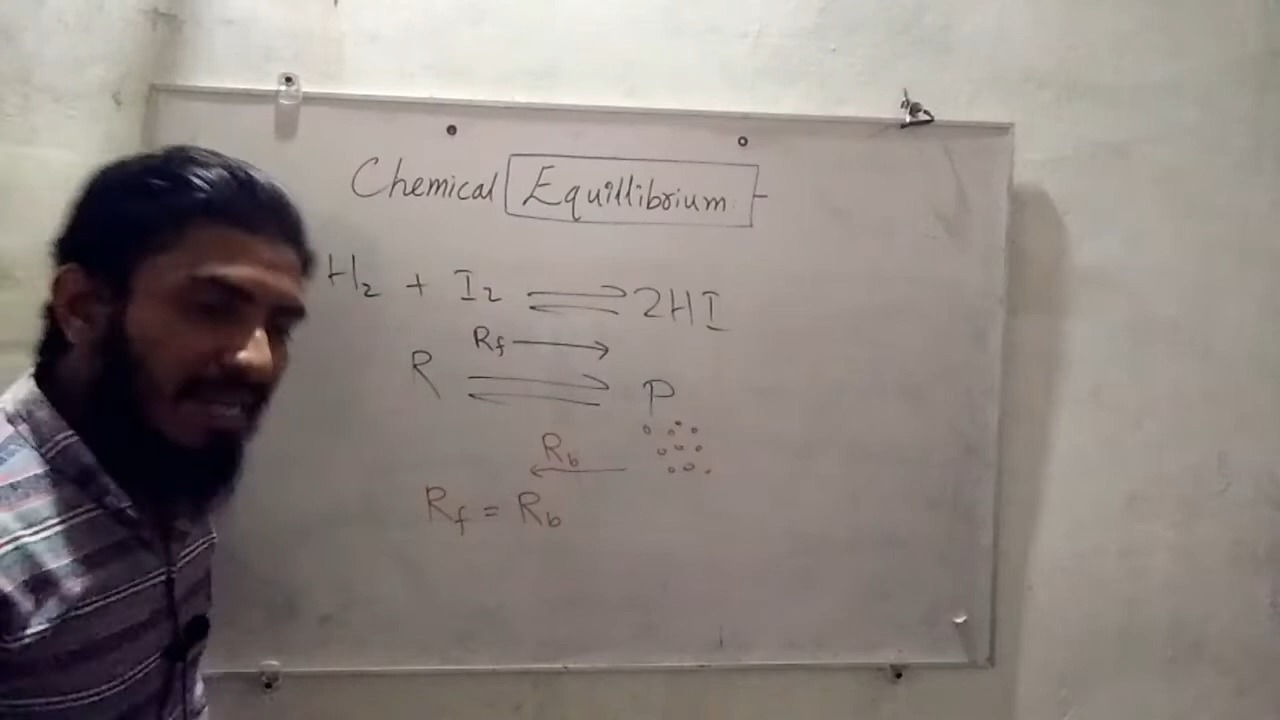 Chemical Equillibrium
H₂ + I₂ ⇌ 2HI
Rf →
R ⇌ P
Rb ←
Rf = Rb